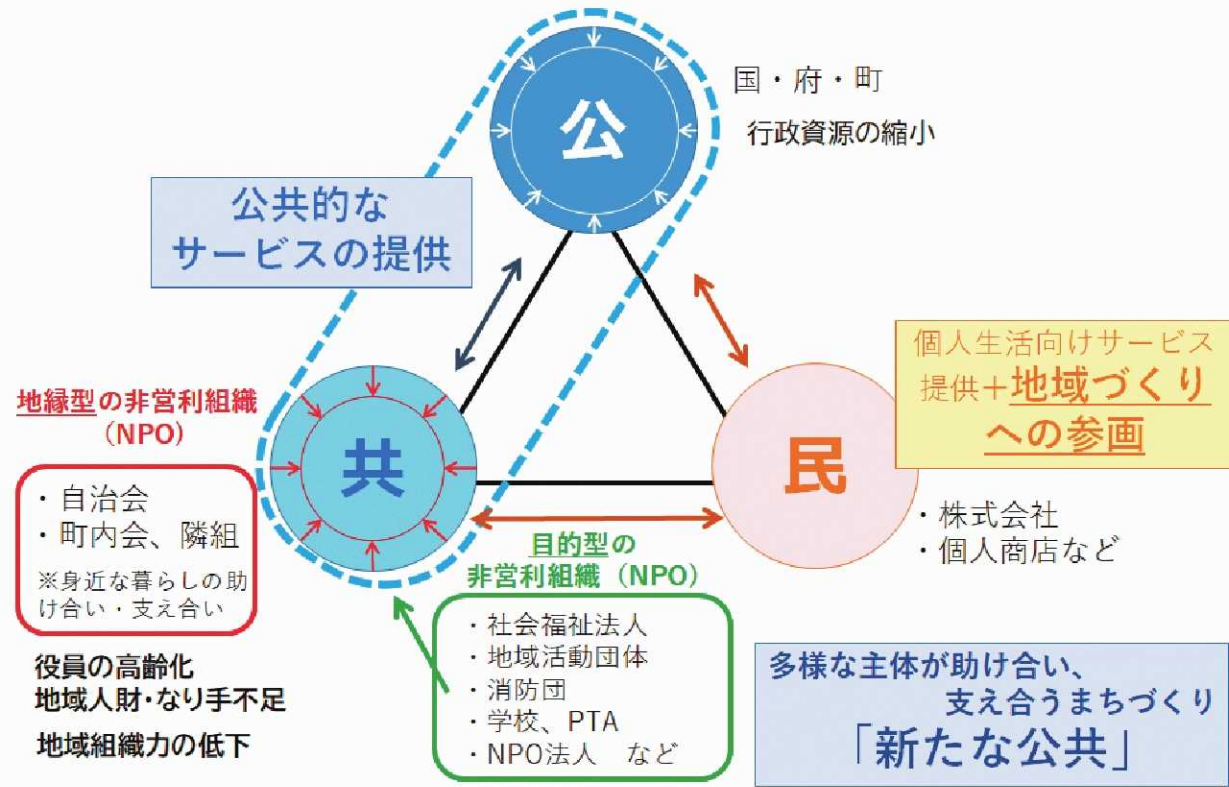 公
国・府・町
行政資源の縮小
公共的な
サービスの提供
地縁型の非営利組織
（NPO）
・自治会
・町内会、隣組
※身近な暮らしの助
け合い・支え合い
役員の高齢化
地域人財・なり手不足
地域組織力の低下
共
目的型の
非営利組織（NPO）
・社会福祉法人
・地域活動団体
・消防団
・学校、PTA
・NPO法人　など
民
個人生活向けサービス
提供＋地域づくり
への参画
・株式会社
・個人商店など
多様な主体が助け合い、
支え合うまちづくり
「新たな公共」